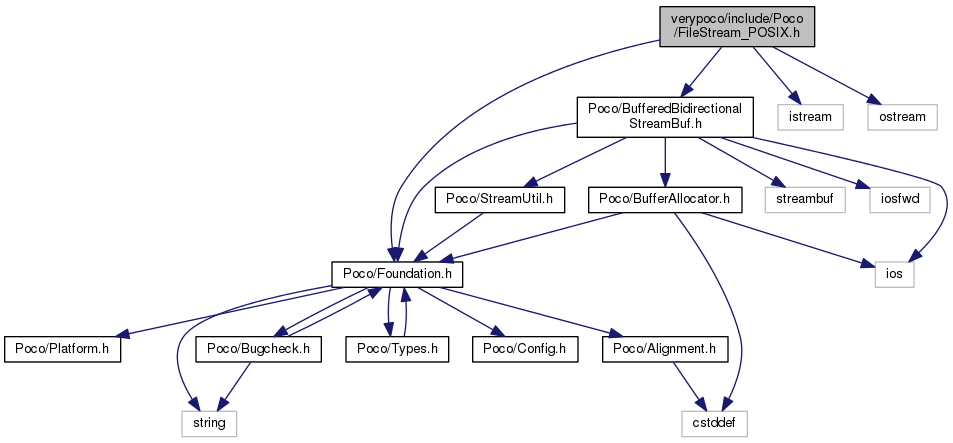 verypoco/include/Poco
/FileStream_POSIX.h
Poco/BufferedBidirectional
StreamBuf.h
istream
ostream
Poco/StreamUtil.h
Poco/BufferAllocator.h
streambuf
iosfwd
Poco/Foundation.h
ios
Poco/Platform.h
Poco/Bugcheck.h
Poco/Types.h
Poco/Config.h
Poco/Alignment.h
string
cstddef